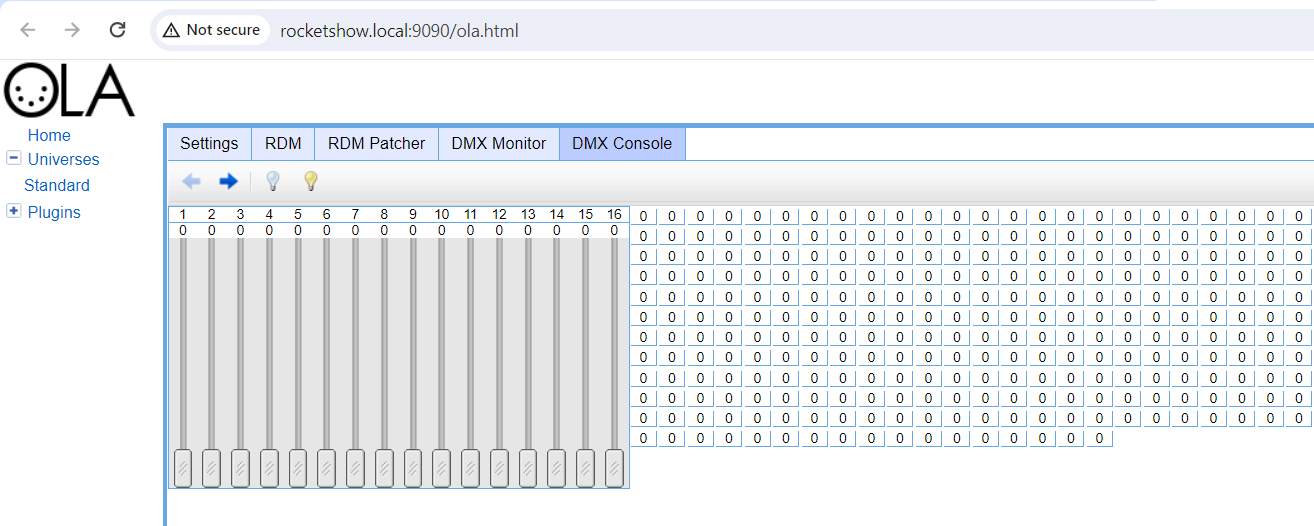 Not secure rocketshow.local:9090/ola.html
OLA
Home
Universes
Standard
Plugins
Settings RDM RDM Patcher DMX Monitor DMX Console
1 2 3 4 5 6 7 8 9 10 11 12 13 14 15 16
0 0 0 0 0 0 0 0 0 0 0 0 0 0 0 0
0 0 0 0 0 0 0 0 0 0 0 0 0 0 0 0 0 0 0 0 0 0 0 0
0 0 0 0 0 0 0 0 0 0 0 0 0 0 0 0 0 0 0 0 0 0 0 0
0 0 0 0 0 0 0 0 0 0 0 0 0 0 0 0 0 0 0 0 0 0 0 0
0 0 0 0 0 0 0 0 0 0 0 0 0 0 0 0 0 0 0 0 0 0 0 0
0 0 0 0 0 0 0 0 0 0 0 0 0 0 0 0 0 0 0 0 0 0 0 0
0 0 0 0 0 0 0 0 0 0 0 0 0 0 0 0 0 0 0 0 0 0 0 0
0 0 0 0 0 0 0 0 0 0 0 0 0 0 0 0 0 0 0 0 0 0 0 0
0 0 0 0 0 0 0 0 0 0 0 0 0 0 0 0 0 0 0 0 0 0 0 0
0 0 0 0 0 0 0 0 0 0 0 0 0 0 0 0 0 0 0 0 0 0 0 0
0 0 0 0 0 0 0 0 0 0 0 0 0 0 0 0 0 0 0 0 0 0 0 0
0 0 0 0 0 0 0 0 0 0 0 0 0 0 0 0 0 0 0 0 0 0 0 0
0 0 0 0 0 0 0 0 0 0 0 0 0 0 0 0 0